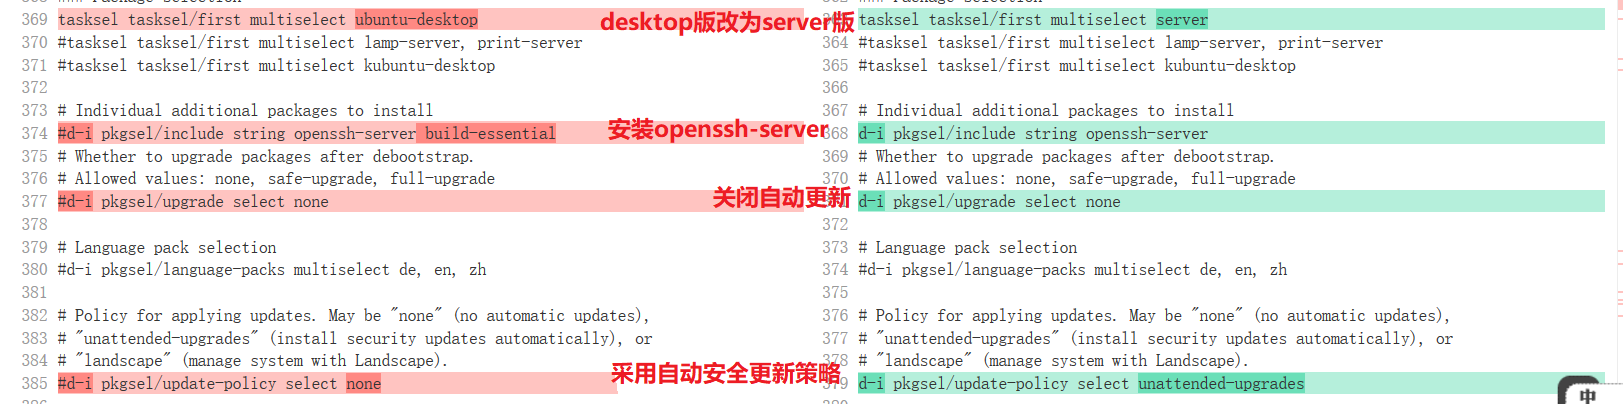 369 tasksel tasksel/first multiselect ubuntu-desktop
370 #tasksel tasksel/first multiselect lamp-server, print-server
371 #tasksel tasksel/first multiselect kubuntu-desktop
372
373 # Individual additional packages to install
374 #d-i pkgsel/include string openssh-server build-essential
375 # Whether to upgrade packages after debootstrap.
376 # Allowed values: none, safe-upgrade, full-upgrade
377 #d-i pkgsel/upgrade select none
378
379 # Language pack selection
380 #d-i pkgsel/language-packs multiselect de, en, zh
381
382 # Policy for applying updates. May be "none" (no automatic updates),
383 # "unattended-upgrades" (install security updates automatically), or
384 # "landscape" (manage system with Landscape).
385 #d-i pkgsel/update-policy select none
desktop版改为server版
安装openssh-server
关闭自动更新
采用自动安全更新策略
tasksel tasksel/first multiselect server
364 #tasksel tasksel/first multiselect lamp-server, print-server
365 #tasksel tasksel/first multiselect kubuntu-desktop
366
367 # Individual additional packages to install
368 d-i pkgsel/include string openssh-server
369 # Whether to upgrade packages after debootstrap.
370 # Allowed values: none, safe-upgrade, full-upgrade
d-i pkgsel/upgrade select none
372
373 # Language pack selection
374 #d-i pkgsel/language-packs multiselect de, en, zh
375
376 # Policy for applying updates. May be "none" (no automatic updates),
377 # "unattended-upgrades" (install security updates automatically), or
378 # "landscape" (manage system with Landscape).
379 d-i pkgsel/update-policy select unattended-upgrades
中